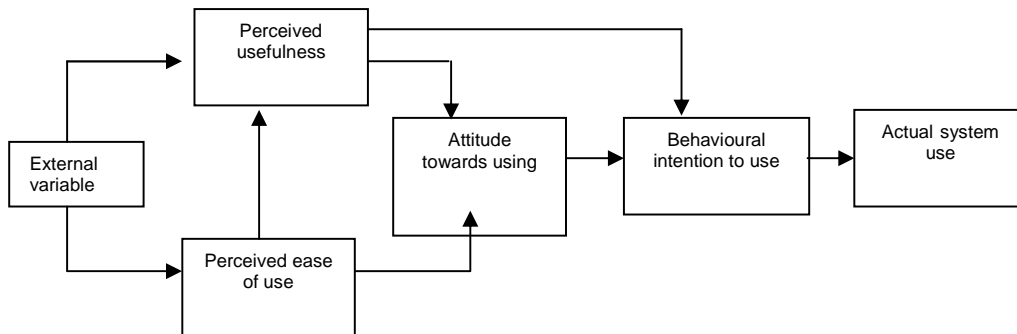 Perceived
usefulness
External
variable
Perceived ease
of use
Attitude
towards using
Behavioural
intention to use
Actual system
use